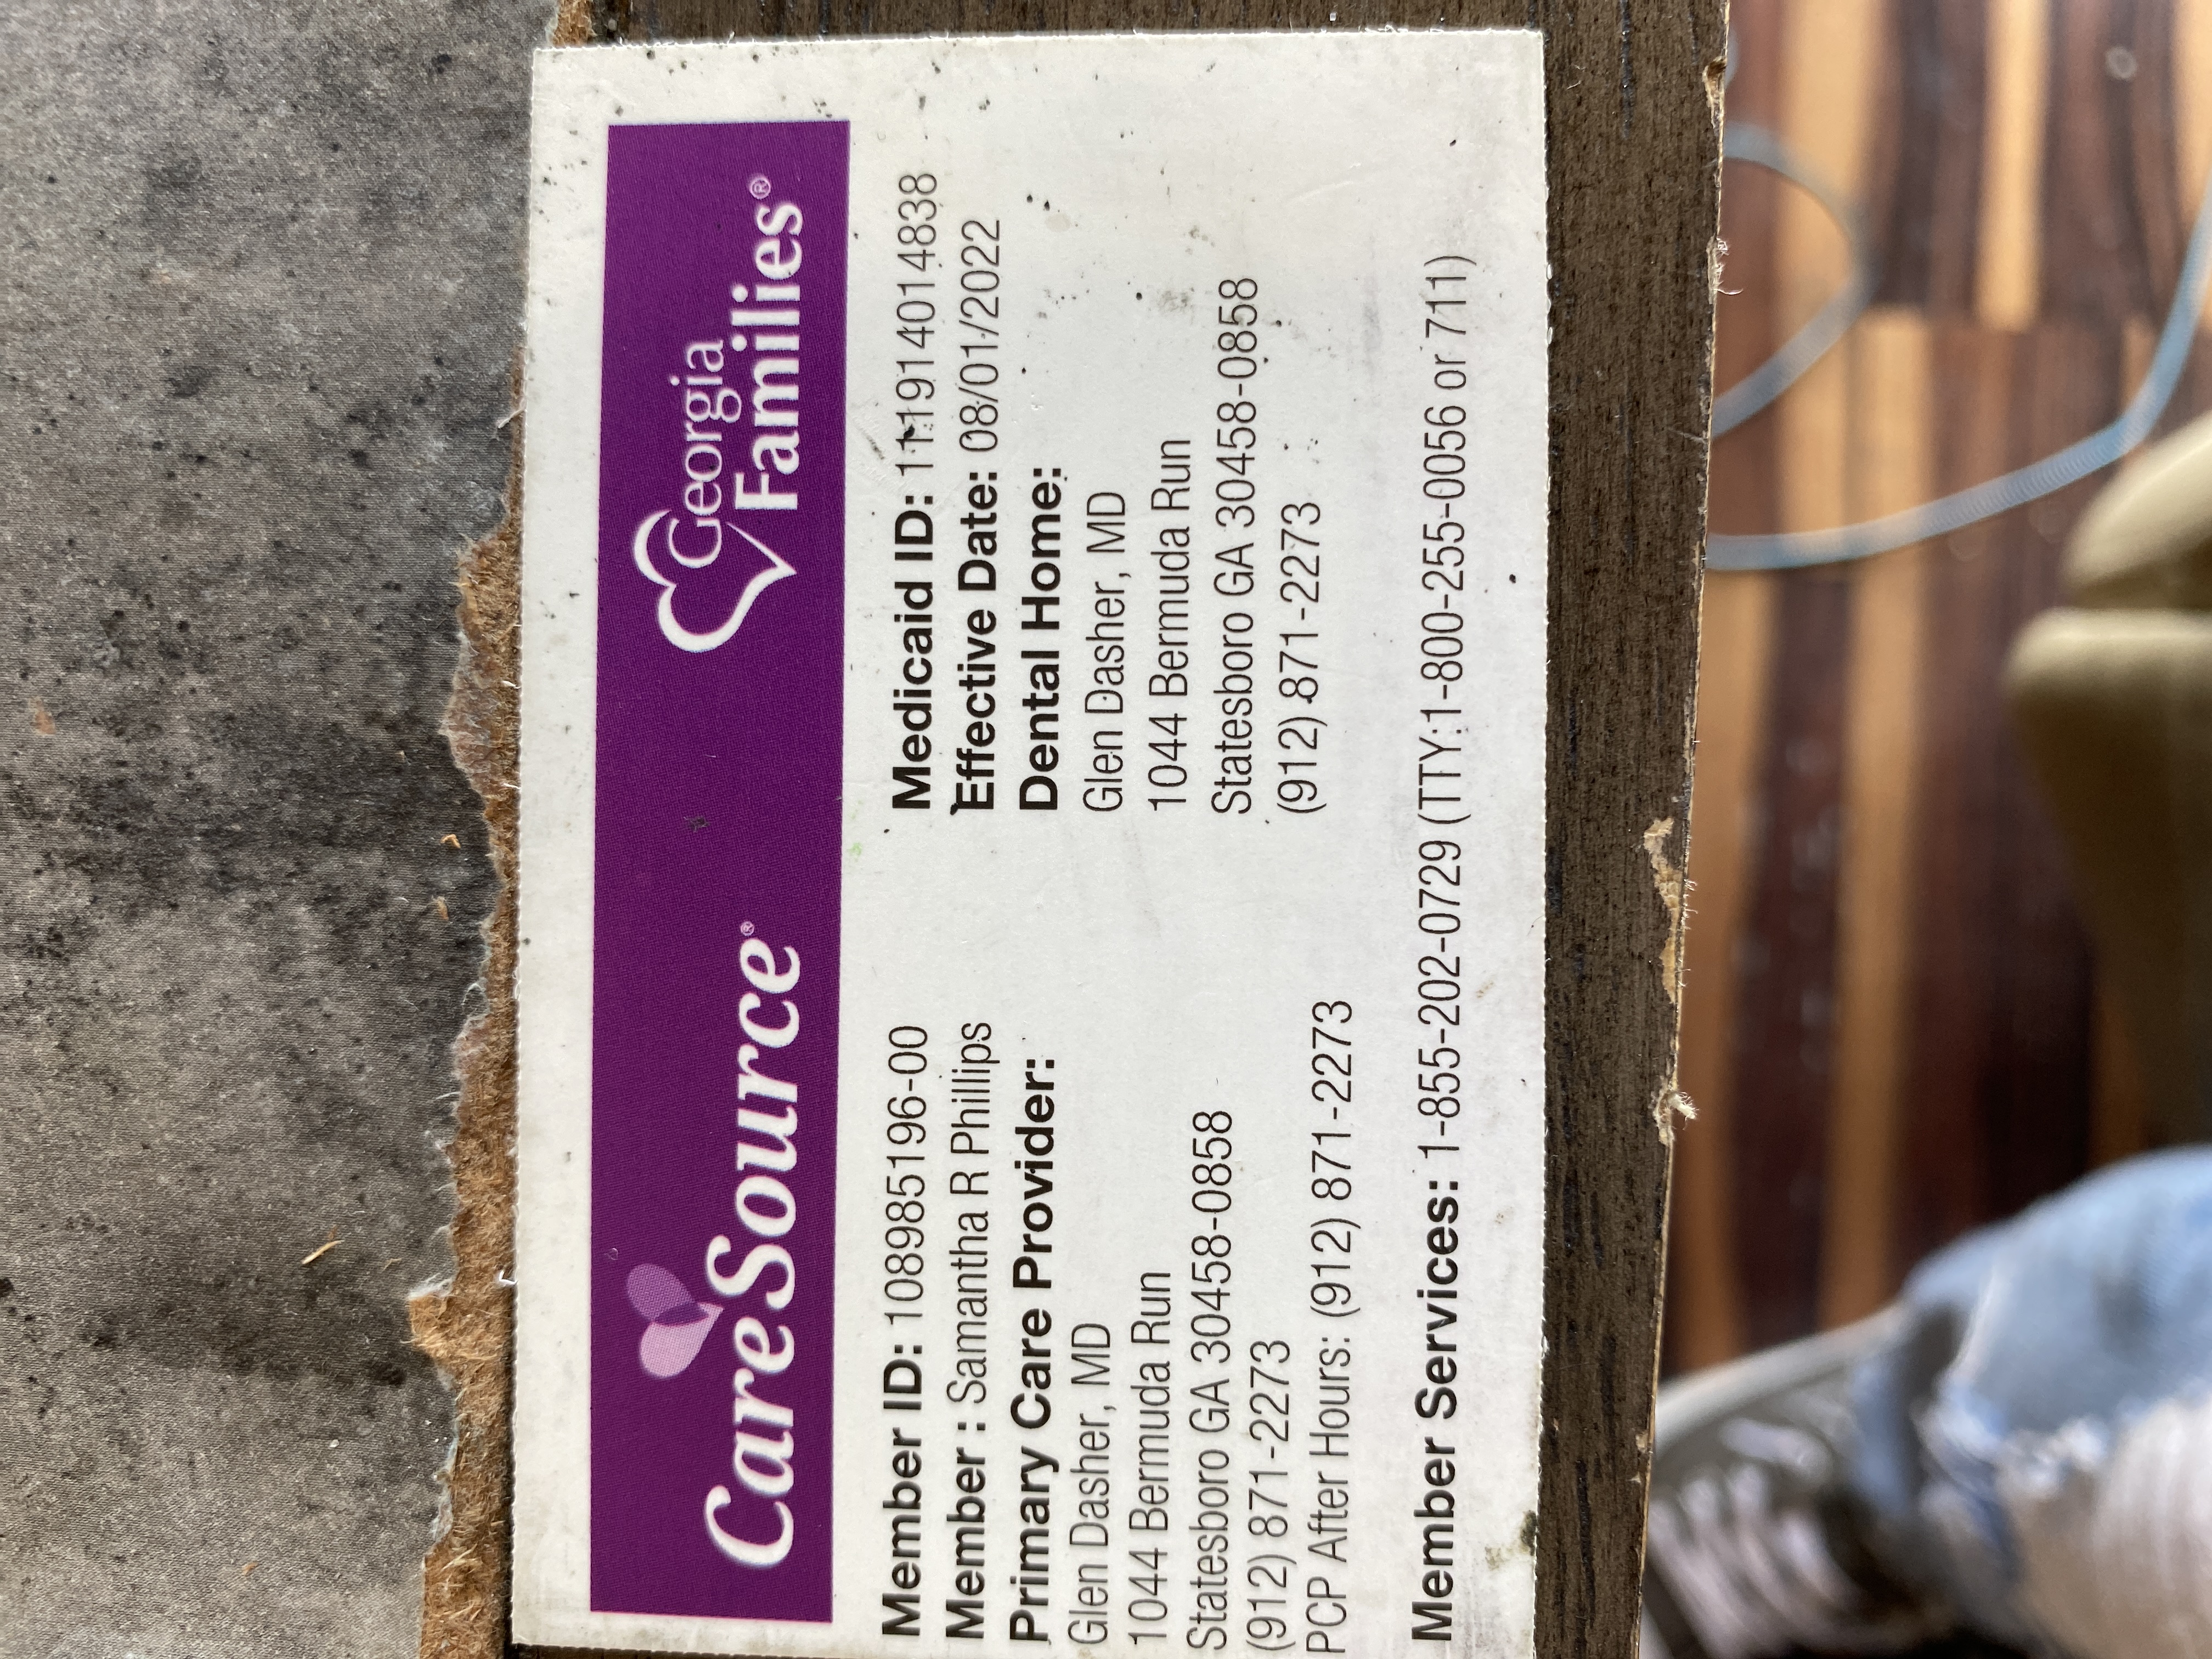 CareSource®
Georgia
Families®
Member ID: 108985196-00
Member : Samantha R Phillips
Primary Care Provider:
Glen Dasher, MD
1044 Bermuda Run
Statesboro GA 30458-0858
(912) 871-2273
PCP After Hours: (912) 871-2273
Medicaid ID: 111914014838
Effective Date: 08/01/2022
Dental Home:
Glen Dasher, MD
1044 Bermuda Run
Statesboro GA 30458-0858
(912) 871-2273
Member Services: 1-855-202-0729 (TTY:1-800-255-0056 or 711)